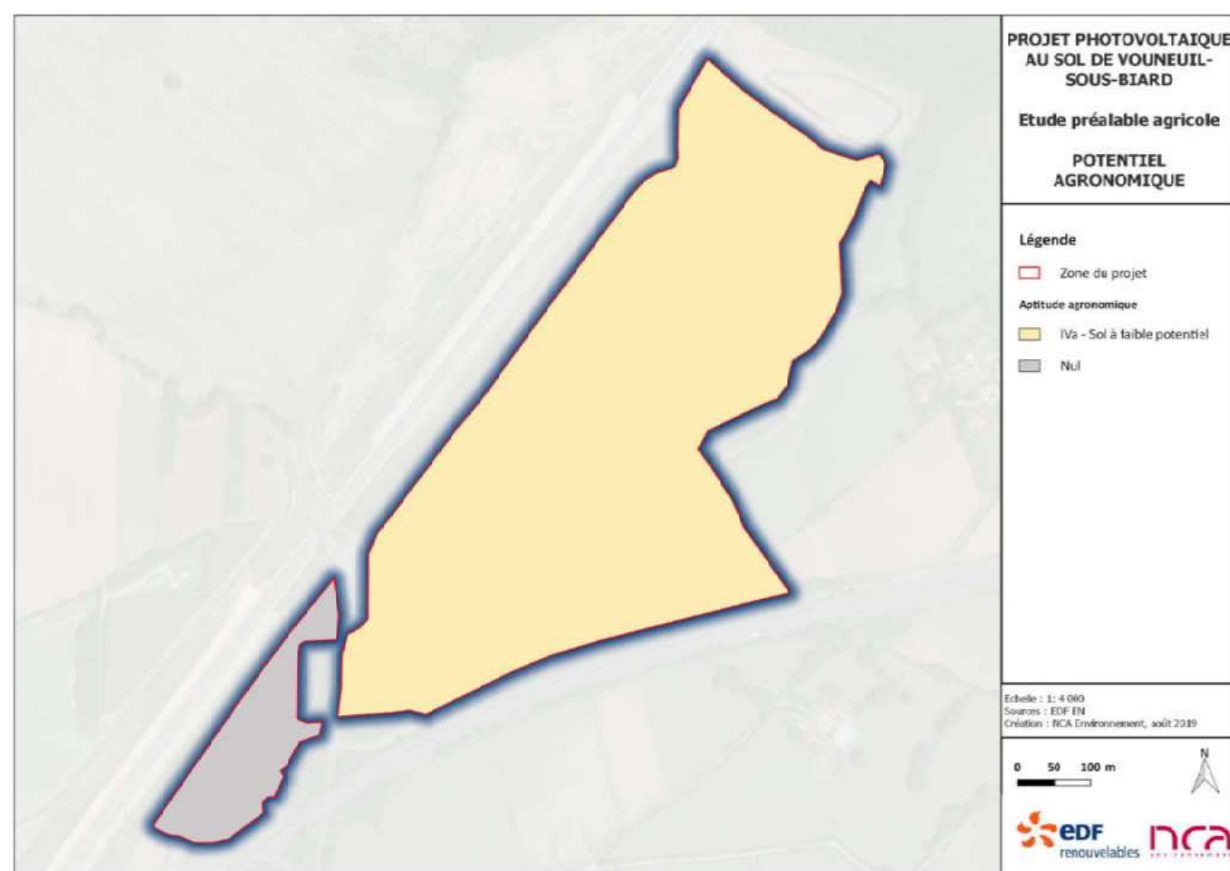 PROJET PHOTOVOLTAIQUE
AU SOL DE VOUNEUIL-
SOUS-BIARD
Etude préalable agricole
POTENTIEL
AGRONOMIQUE
Légende
Zone du projet
Aptitude agronomique
IVa - Sol à faible potentiel
Nul
Echelle : 1: 4 000
Sources : EDF EN
Création : NCA Environnement, août 2019
0 50 100 m
N
edf
renouvelables
nca
environnement